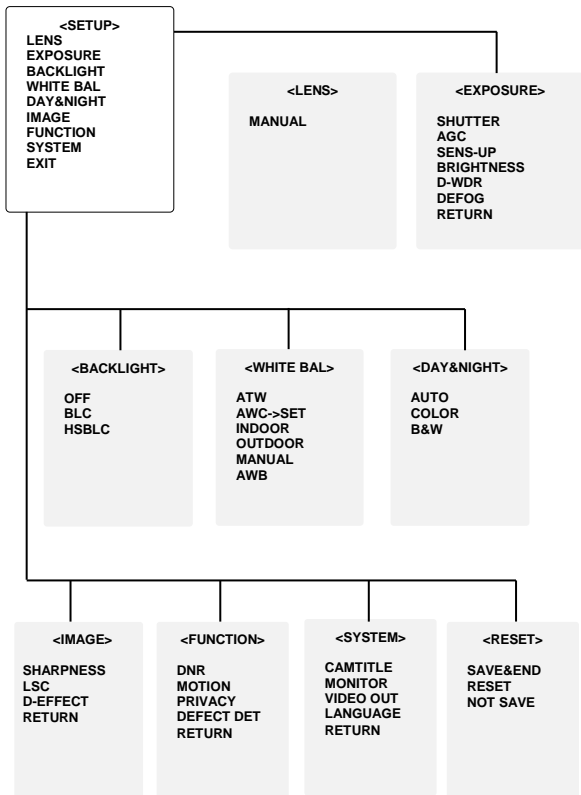 <SETUP>
LENS
EXPOSURE
BACKLIGHT
WHITE BAL
DAY&NIGHT
IMAGE
FUNCTION
SYSTEM
EXIT
<LENS>
MANUAL
<EXPOSURE>
SHUTTER
AGC
SENS-UP
BRIGHTNESS
D-WDR
DEFOG
RETURN
<BACKLIGHT>
OFF
BLC
HSBLC
<WHITE BAL>
ATW
AWC->SET
INDOOR
OUTDOOR
MANUAL
AWB
<DAY&NIGHT>
AUTO
COLOR
B&W
<IMAGE>
SHARPNESS
LSC
D-EFFECT
RETURN
<FUNCTION>
DNR
MOTION
PRIVACY
DEFECT DET
RETURN
<SYSTEM>
CAMTITLE
MONITOR
VIDEO OUT
LANGUAGE
RETURN
<RESET>
SAVE&END
RESET
NOT SAVE